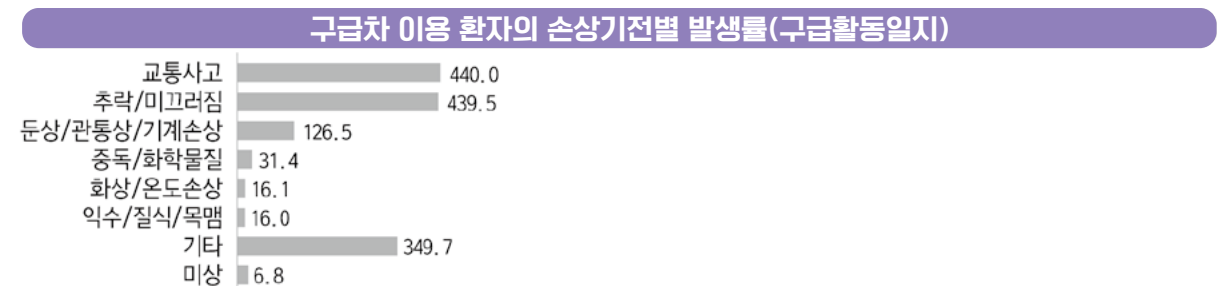 구급차 이용 환자의 손상기전별 발생률(구급활동일지)
교통사고 440.0
추락/미끄러짐 439.5
둔상/관통상/기계손상 126.5
중독/화학물질 31.4
화상/온도손상 16.1
익수/질식/목맴 16.0
기타 349.7
미상 6.8